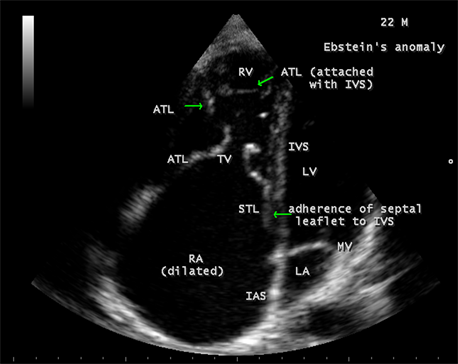 22 M
Ebstein's anomaly
RV
ATL (attached
with IVS)
ATL
ATL
TV
IVS
LV
STL
adherence of septal
leaflet to IVS
MV
RA
(dilated)
LA
IAS